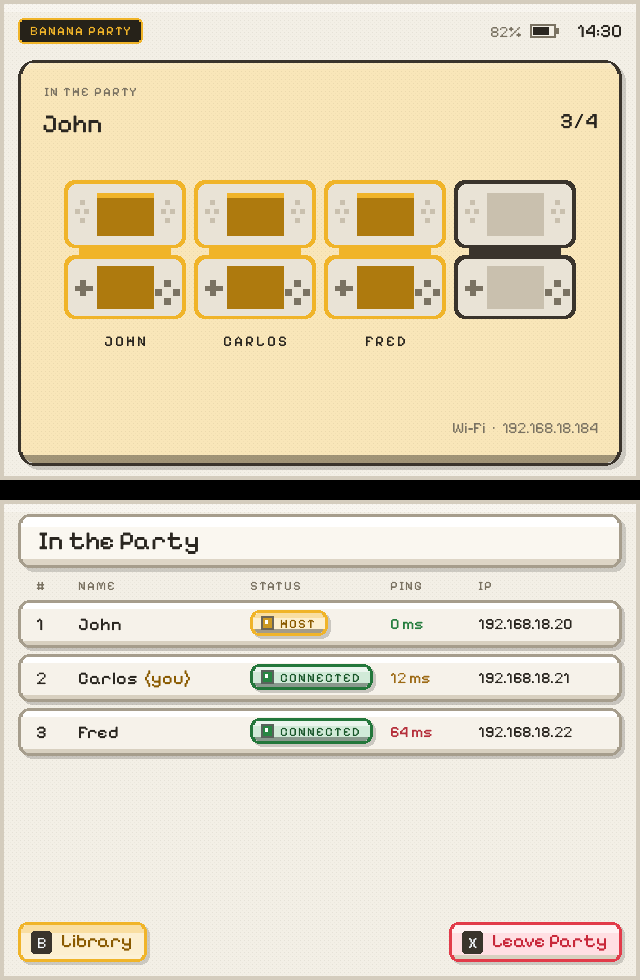 BANANA PARTY
82% 14:30
IN THE PARTY
John 3/4
JOHN CARLOS FRED
Wi-Fi · 192.168.18.184
In the Party
# NAME STATUS PING IP
1 John HOST 0 ms 192.168.18.20
2 Carlos (you) CONNECTED 12 ms 192.168.18.21
3 Fred CONNECTED 64 ms 192.168.18.22
B Library X Leave Party